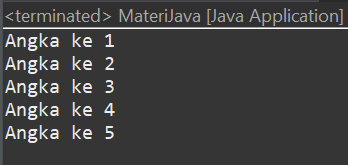 <terminated> MateriJava [Java Application]
Angka ke 1
Angka ke 2
Angka ke 3
Angka ke 4
Angka ke 5